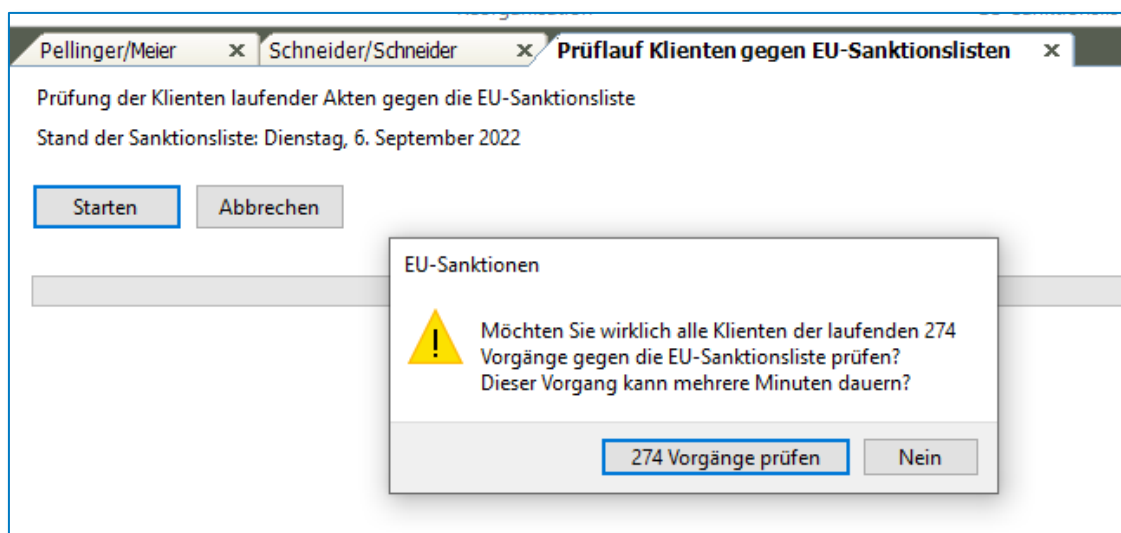 Pellinger/Meier x Schneider/Schneider x Prüflauf Klienten gegen EU-Sanktionslisten x
Prüfung der Klienten laufender Akten gegen die EU-Sanktionsliste
Stand der Sanktionsliste: Dienstag, 6. September 2022
Starten Abbrechen
EU-Sanktionen
Möchten Sie wirklich alle Klienten der laufenden 274
Vorgänge gegen die EU-Sanktionsliste prüfen?
Dieser Vorgang kann mehrere Minuten dauern?
274 Vorgänge prüfen Nein